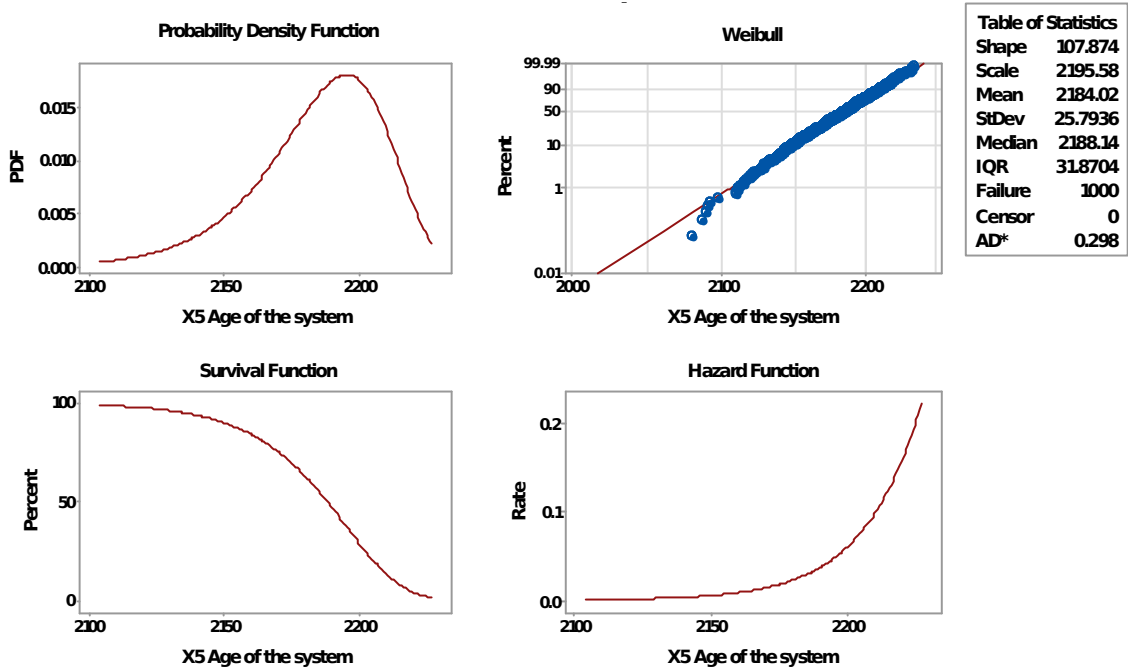 Probability Density Function
0.015
0.010
0.005
0.000
PDF
2100 2150 2200
X5 Age of the system
Weibull
99.99
90
50
10
1
0.01
Percent
2000 2100 2200
X5 Age of the system
Table of Statistics
Shape 107.874
Scale 2195.58
Mean 2184.02
StDev 25.7936
Median 2188.14
IQR 31.8704
Failure 1000
Censor 0
AD* 0.298
Survival Function
100
50
0
Percent
2100 2150 2200
X5 Age of the system
Hazard Function
0.2
0.1
0.0
Rate
2100 2150 2200
X5 Age of the system